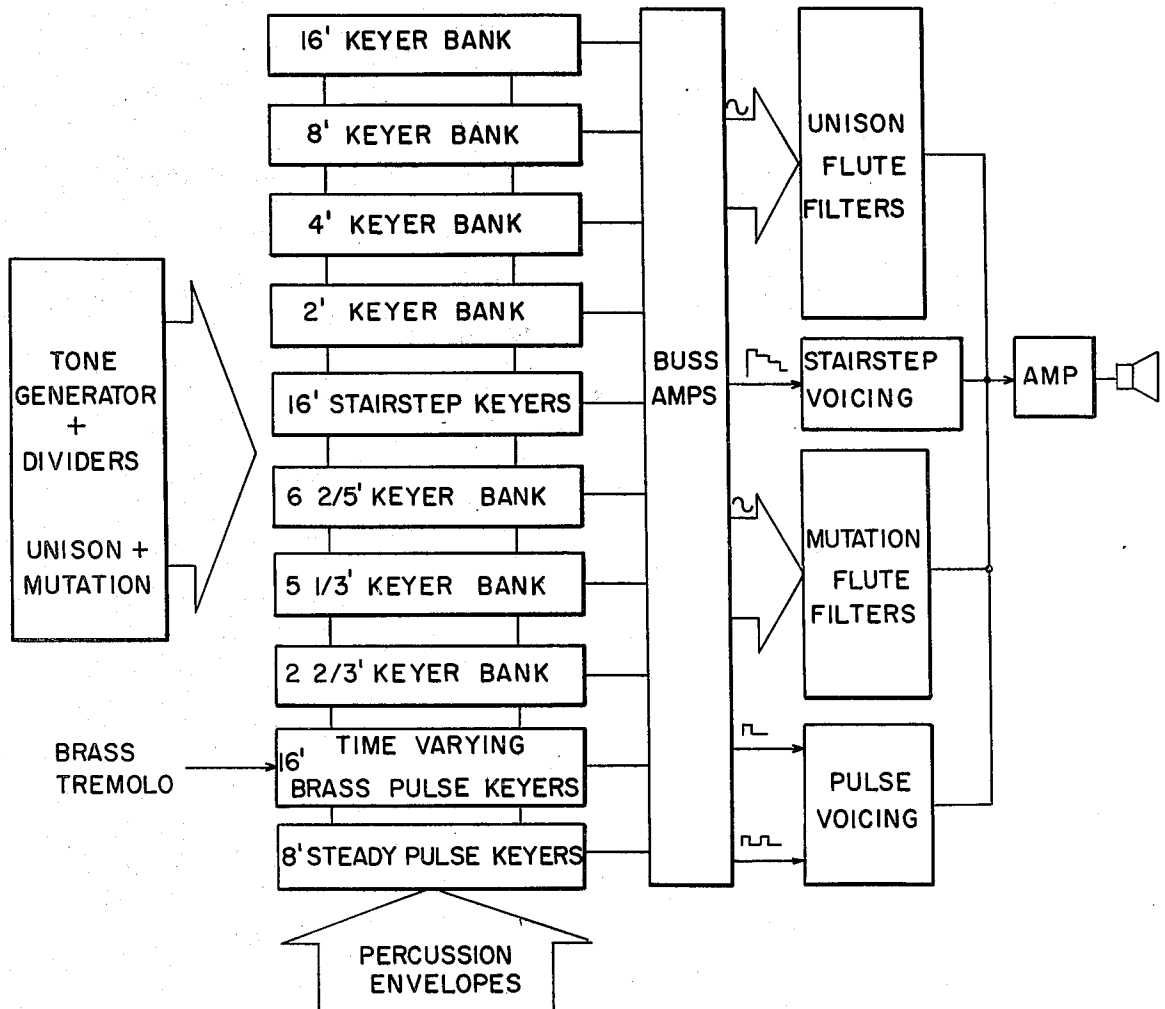 16' KEYER BANK
8' KEYER BANK
4' KEYER BANK
2' KEYER BANK
16' STAIRSTEP KEYERS
6 2/5' KEYER BANK
5 1/3' KEYER BANK
2 2/3' KEYER BANK
16' TIME VARYING
BRASS PULSE KEYERS
8' STEADY PULSE KEYERS
TONE
GENERATOR
+
DIVIDERS
UNISON +
MUTATION
BRASS
TREMOLO
PERCUSSION
ENVELOPES
BUSS
AMPS
UNISON
FLUTE
FILTERS
STAIRSTEP
VOICING
MUTATION
FLUTE
FILTERS
PULSE
VOICING
AMP